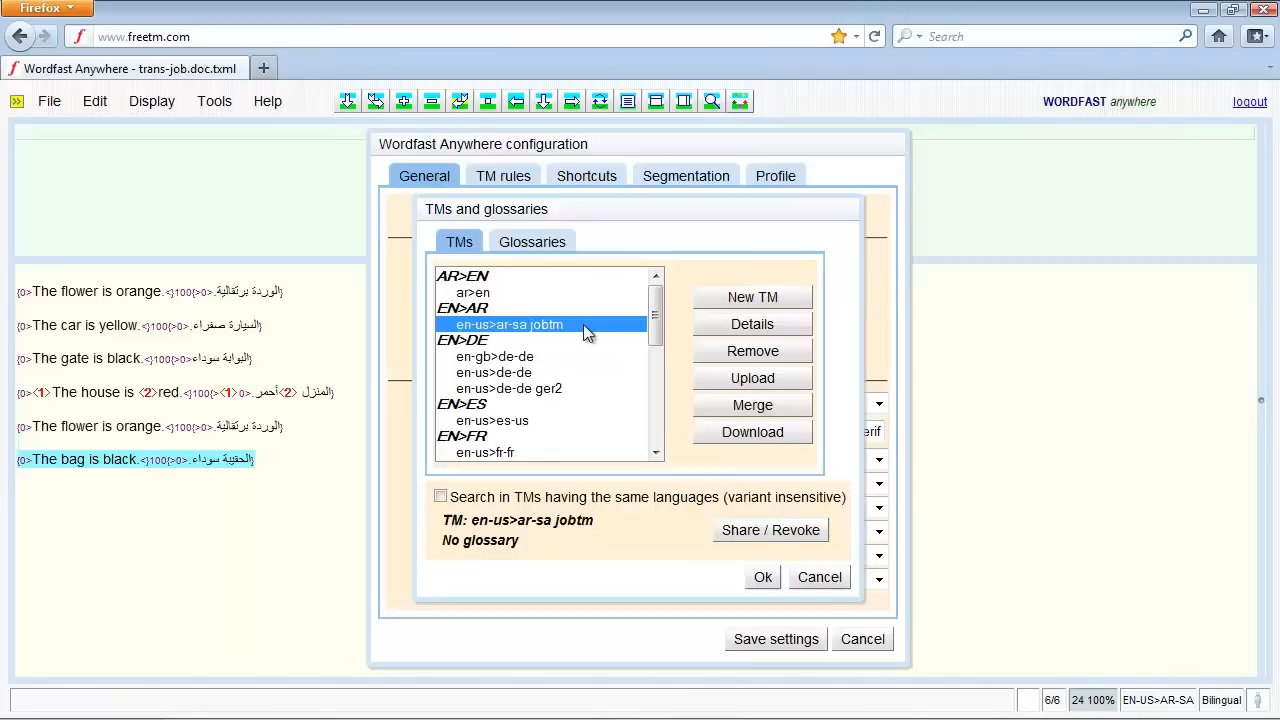 Firefox
www.freetm.com
Search
Wordfast Anywhere - trans-job.doc.txml
File Edit Display Tools Help
WORDFAST anywhere
logout
Wordfast Anywhere configuration
General TM rules Shortcuts Segmentation Profile
TMs and glossaries
TMs Glossaries
AR>EN
ar>en
EN>AR
en-us>ar-sa jobtm
EN>DE
en-gb>de-de
en-us>de-de
en-us>de-de ger2
EN>ES
en-us>es-us
EN>FR
en-us>fr-fr
New TM
Details
Remove
Upload
Merge
Download
Search in TMs having the same languages (variant insensitive)
TM: en-us>ar-sa jobtm
No glossary
Share / Revoke
Ok Cancel
erif
Save settings Cancel
{0>The flower is orange.<}100{>الوردة برتقالية.<0}
{0>The car is yellow.<}100{>السيارة صفراء.<0}
{0>The gate is black.<}100{>البوابة سوداء.<0}
{0><1>The house is <2>red.<}100{><1>المنزل <2>أحمر.<0}
{0>The flower is orange.<}100{>الوردة برتقالية.<0}
{0>The bag is black.<}100{>الحقيبة سوداء.<0}
6/6 24 100% EN-US>AR-SA Bilingual